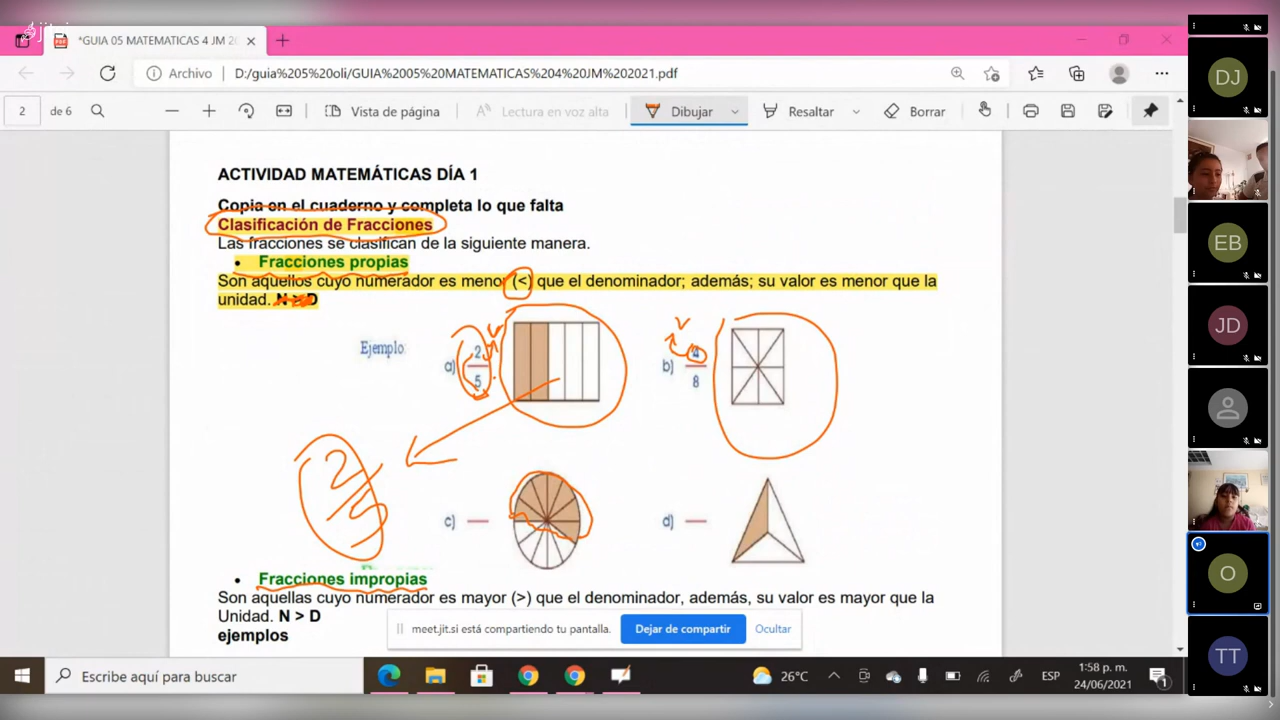 *GUIA 05 MATEMATICAS 4 JM 20
Archivo D:/guia%205%20oli/GUIA%2005%20MATEMATICAS%204%20JM%202021.pdf
2 de 6 Vista de página Lectura en voz alta Dibujar Resaltar Borrar
ACTIVIDAD MATEMÁTICAS DÍA 1
Copia en el cuaderno y completa lo que falta
Clasificación de Fracciones
Las fracciones se clasifican de la siguiente manera.
• Fracciones propias
Son aquellos cuyo numerador es menor (<) que el denominador; además; su valor es menor que la
unidad. N > D
Ejemplo
a) 2/5
b) 4/8
2/5
c)
d)
• Fracciones impropias
Son aquellas cuyo numerador es mayor (>) que el denominador, además, su valor es mayor que la
Unidad. N > D
ejemplos
meet.jit.si está compartiendo tu pantalla. Dejar de compartir Ocultar
Escribe aquí para buscar
26°C ESP 1:58 p. m.
24/06/2021
1
DJ
EB
JD
O
TT